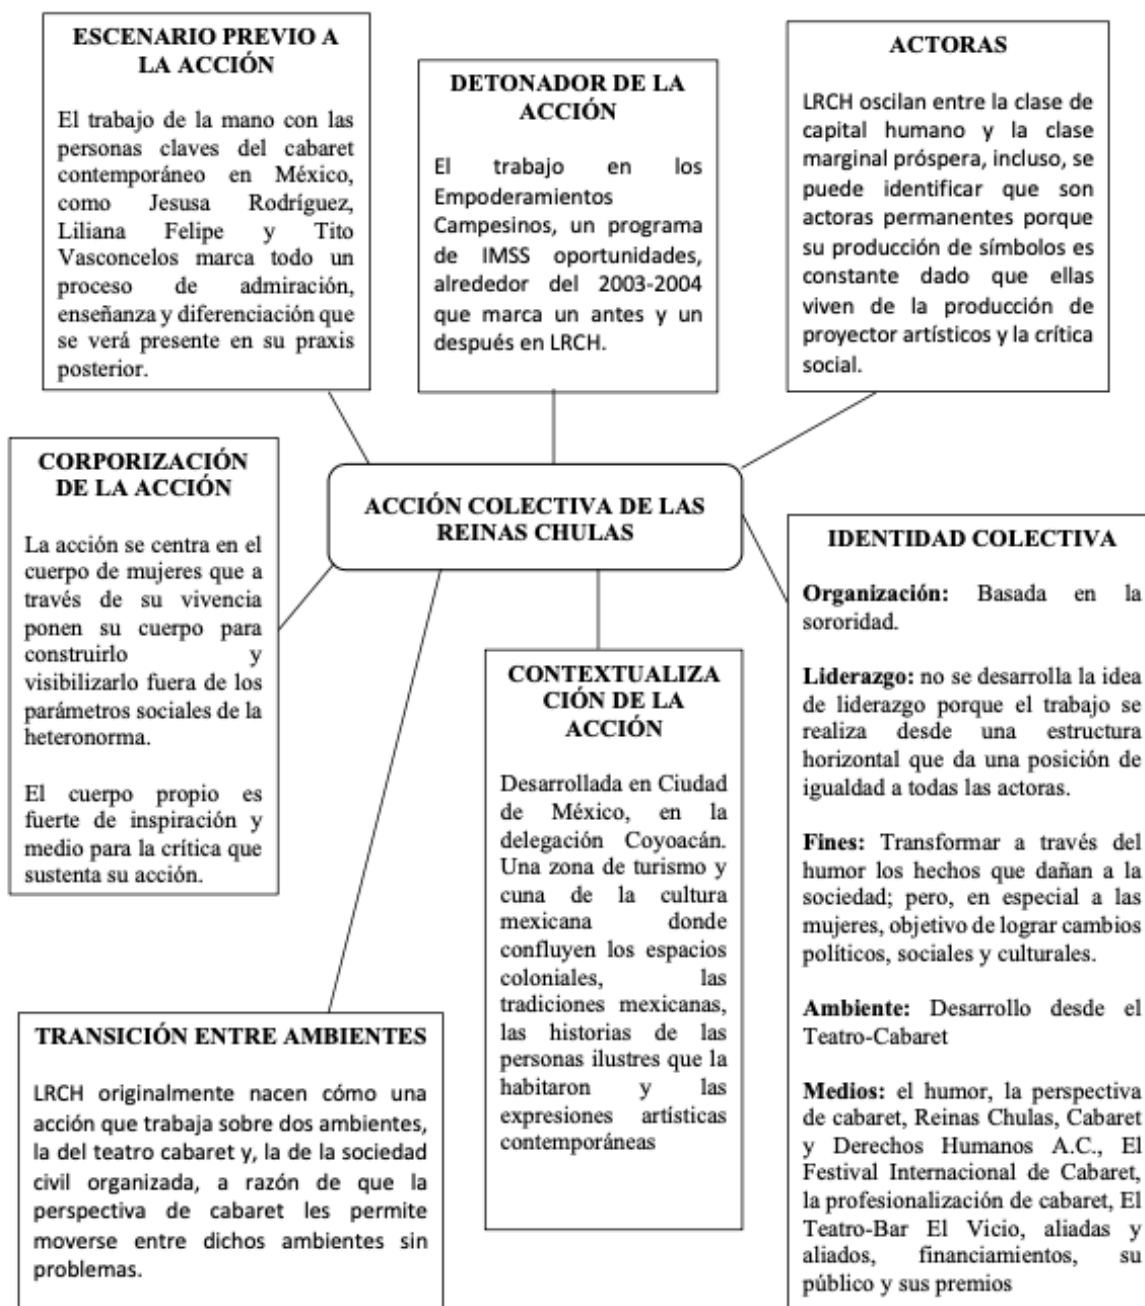 ESCENARIO PREVIO A
LA ACCIÓN
El trabajo de la mano con las
personas claves del cabaret
contemporáneo en México,
como Jesusa Rodríguez,
Liliana Felipe y Tito
Vasconcelos marca todo un
proceso de admiración,
enseñanza y diferenciación que
se verá presente en su praxis
posterior.
DETONADOR DE LA
ACCIÓN
El trabajo en los
Empoderamientos
Campesinos, un programa
de IMSS oportunidades,
alrededor del 2003-2004
que marca un antes y un
después en LRCH.
ACTORAS
LRCH oscilan entre la clase de
capital humano y la clase
marginal próspera, incluso, se
puede identificar que son
actoras permanentes porque
su producción de símbolos es
constante dado que ellas
viven de la producción de
proyector artísticos y la crítica
social.
CORPORIZACIÓN
DE LA ACCIÓN
La acción se centra en el
cuerpo de mujeres que a
través de su vivencia
ponen su cuerpo para
construirlo y
visibilizarlo fuera de los
parámetros sociales de la
heteronorma.
El cuerpo propio es
fuerte de inspiración y
medio para la crítica que
sustenta su acción.
ACCIÓN COLECTIVA DE LAS
REINAS CHULAS
IDENTIDAD COLECTIVA
Organización: Basada en la
sororidad.
Liderazgo: no se desarrolla la idea
de liderazgo porque el trabajo se
realiza desde una estructura
horizontal que da una posición de
igualdad a todas las actoras.
Fines: Transformar a través del
humor los hechos que dañan a la
sociedad; pero, en especial a las
mujeres, objetivo de lograr cambios
políticos, sociales y culturales.
Ambiente: Desarrollo desde el
Teatro-Cabaret
Medios: el humor, la perspectiva
de cabaret, Reinas Chulas, Cabaret
y Derechos Humanos A.C., El
Festival Internacional de Cabaret,
la profesionalización de cabaret, El
Teatro-Bar El Vicio, aliadas y
aliados, financiamientos, su
público y sus premios
CONTEXTUALIZA
CIÓN DE LA
ACCIÓN
Desarrollada en Ciudad
de México, en la
delegación Coyoacán.
Una zona de turismo y
cuna de la cultura
mexicana donde
confluyen los espacios
coloniales, las
tradiciones mexicanas,
las historias de las
personas ilustres que la
habitaron y las
expresiones artísticas
contemporáneas
TRANSICIÓN ENTRE AMBIENTES
LRCH originalmente nacen cómo una
acción que trabaja sobre dos ambientes,
la del teatro cabaret y, la de la sociedad
civil organizada, a razón de que la
perspectiva de cabaret les permite
moverse entre dichos ambientes sin
problemas.